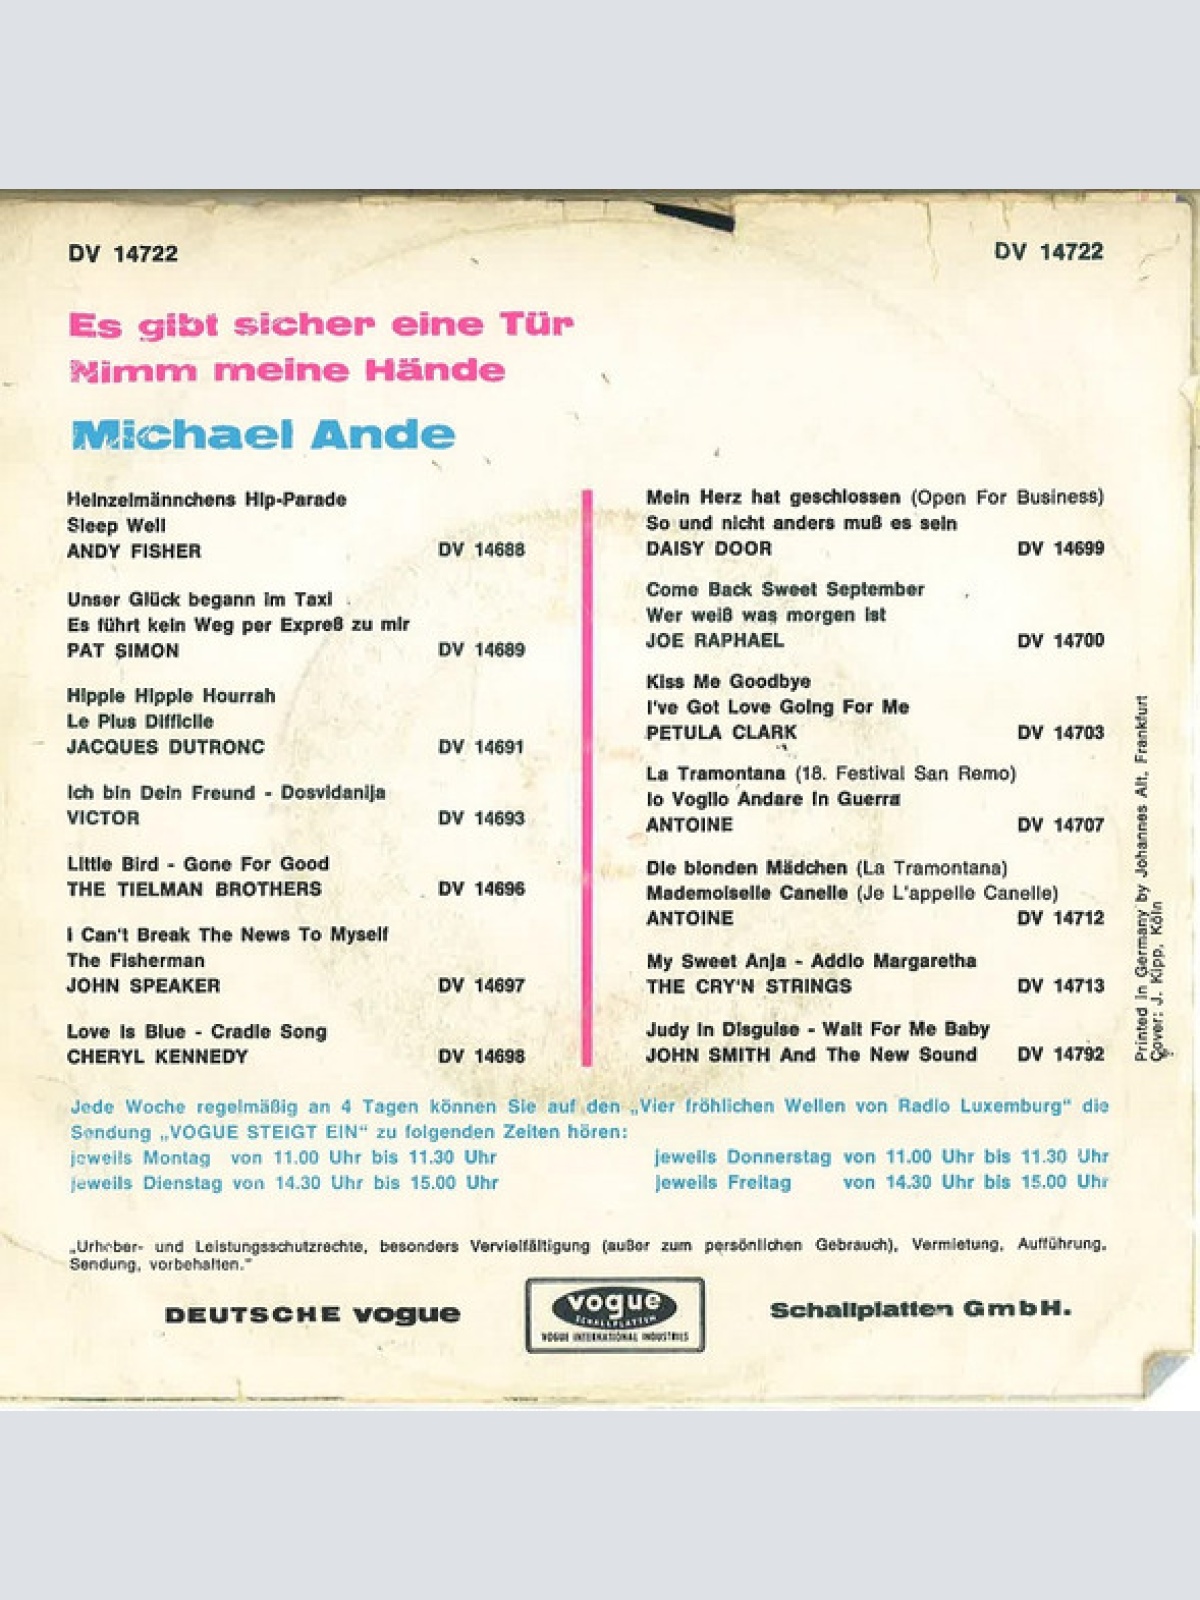 DV 14722
DV 14722
Es gibt sicher eine Tür
Nimm meine Hände
Michael Ande
Heinzelmännchens Hip-Parade
Sleep Well
ANDY FISHER DV 14688
Unser Glück begann im Taxi
Es führt kein Weg per Expreß zu mir
PAT SIMON DV 14689
Hippie Hippie Hourrah
Le Plus Difficile
JACQUES DUTRONC DV 14691
Ich bin Dein Freund - Dosvidanija
VICTOR DV 14693
Little Bird - Gone For Good
THE TIELMAN BROTHERS DV 14696
I Can't Break The News To Myself
The Fisherman
JOHN SPEAKER DV 14697
Love Is Blue - Cradle Song
CHERYL KENNEDY DV 14698
Mein Herz hat geschlossen (Open For Business)
So und nicht anders muß es sein
DAISY DOOR DV 14699
Come Back Sweet September
Wer weiß was morgen ist
JOE RAPHAEL DV 14700
Kiss Me Goodbye
I've Got Love Going For Me
PETULA CLARK DV 14703
La Tramontana (18. Festival San Remo)
Io Voglio Andare In Guerra
ANTOINE DV 14707
Die blonden Mädchen (La Tramontana)
Mademoiselle Canelle (Je L'appelle Canelle)
ANTOINE DV 14712
My Sweet Anja - Addio Margaretha
THE CRY'N STRINGS DV 14713
Judy In Disguise - Wait For Me Baby
JOHN SMITH And The New Sound DV 14792
Printed in Germany by Johannes Alt, Frankfurt
Cover: J. Kipp, Köln
Jede Woche regelmäßig an 4 Tagen können Sie auf den „Vier fröhlichen Wellen von Radio Luxemburg“ die
Sendung „VOGUE STEIGT EIN“ zu folgenden Zeiten hören:
jeweils Montag von 11.00 Uhr bis 11.30 Uhr
jeweils Dienstag von 14.30 Uhr bis 15.00 Uhr
jeweils Donnerstag von 11.00 Uhr bis 11.30 Uhr
jeweils Freitag von 14.30 Uhr bis 15.00 Uhr
„Urheber- und Leistungsschutzrechte, besonders Vervielfältigung (außer zum persönlichen Gebrauch), Vermietung, Aufführung,
Sendung, vorbehalten.“
DEUTSCHE vogue
vogue
SCHALLPLATTEN
VOGUE INTERNATIONAL INDUSTRIES
Schallplatten GmbH.